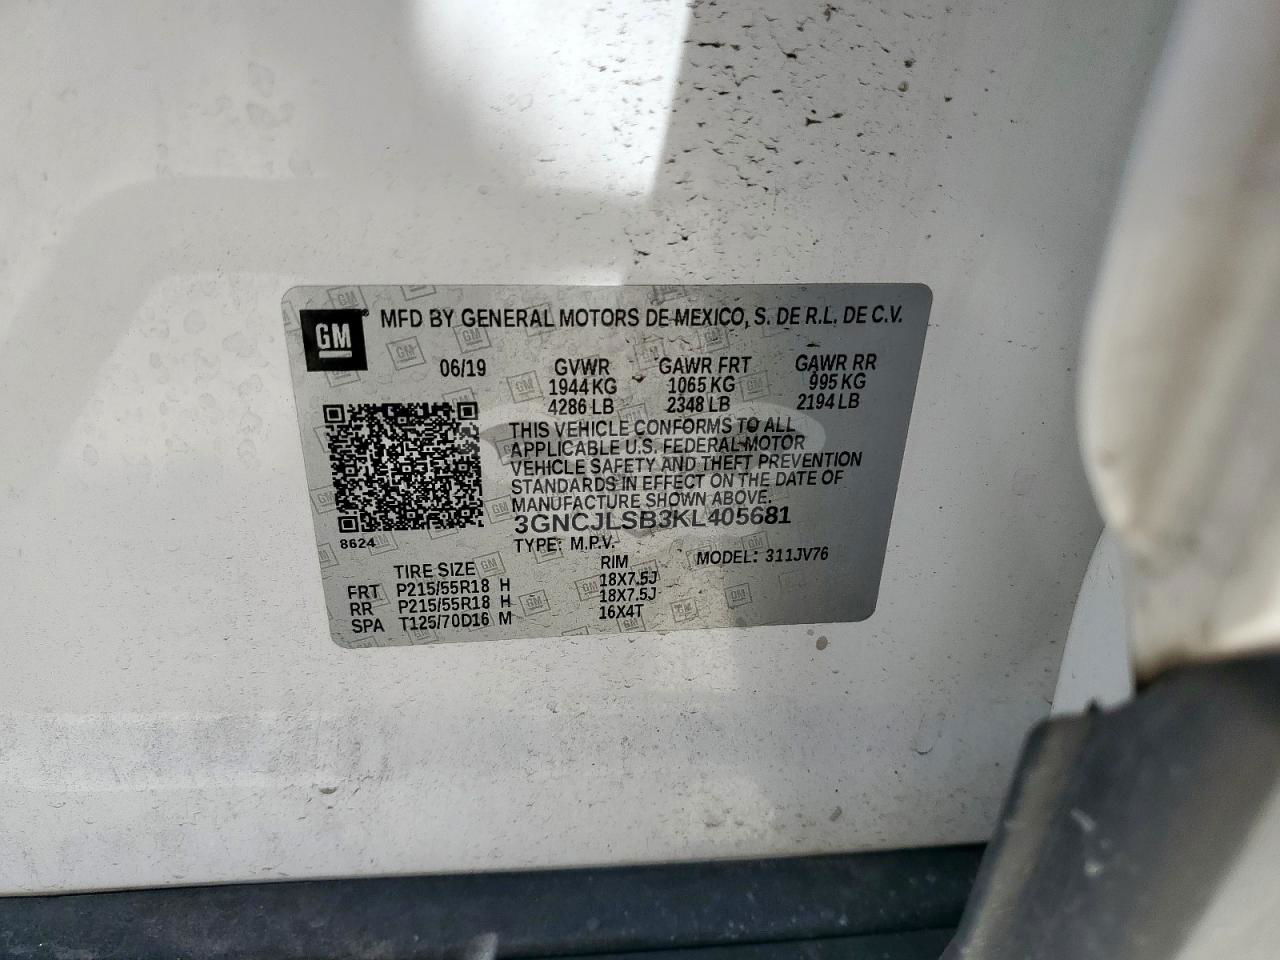 GM ® MFD BY GENERAL MOTORS DE MEXICO, S. DE R.L. DE C.V.
06/19 GVWR GAWR FRT GAWR RR
1944 KG 1065 KG 995 KG
4286 LB 2348 LB 2194 LB
THIS VEHICLE CONFORMS TO ALL
APPLICABLE U.S. FEDERAL MOTOR
VEHICLE SAFETY AND THEFT PREVENTION
STANDARDS IN EFFECT ON THE DATE OF
MANUFACTURE SHOWN ABOVE.
3GNCJLSB3KL405681
8624 TYPE: M.P.V. MODEL: 311JV76
TIRE SIZE RIM
FRT P215/55R18 H 18X7.5J
RR P215/55R18 H 18X7.5J
SPA T125/70D16 M 16X4T